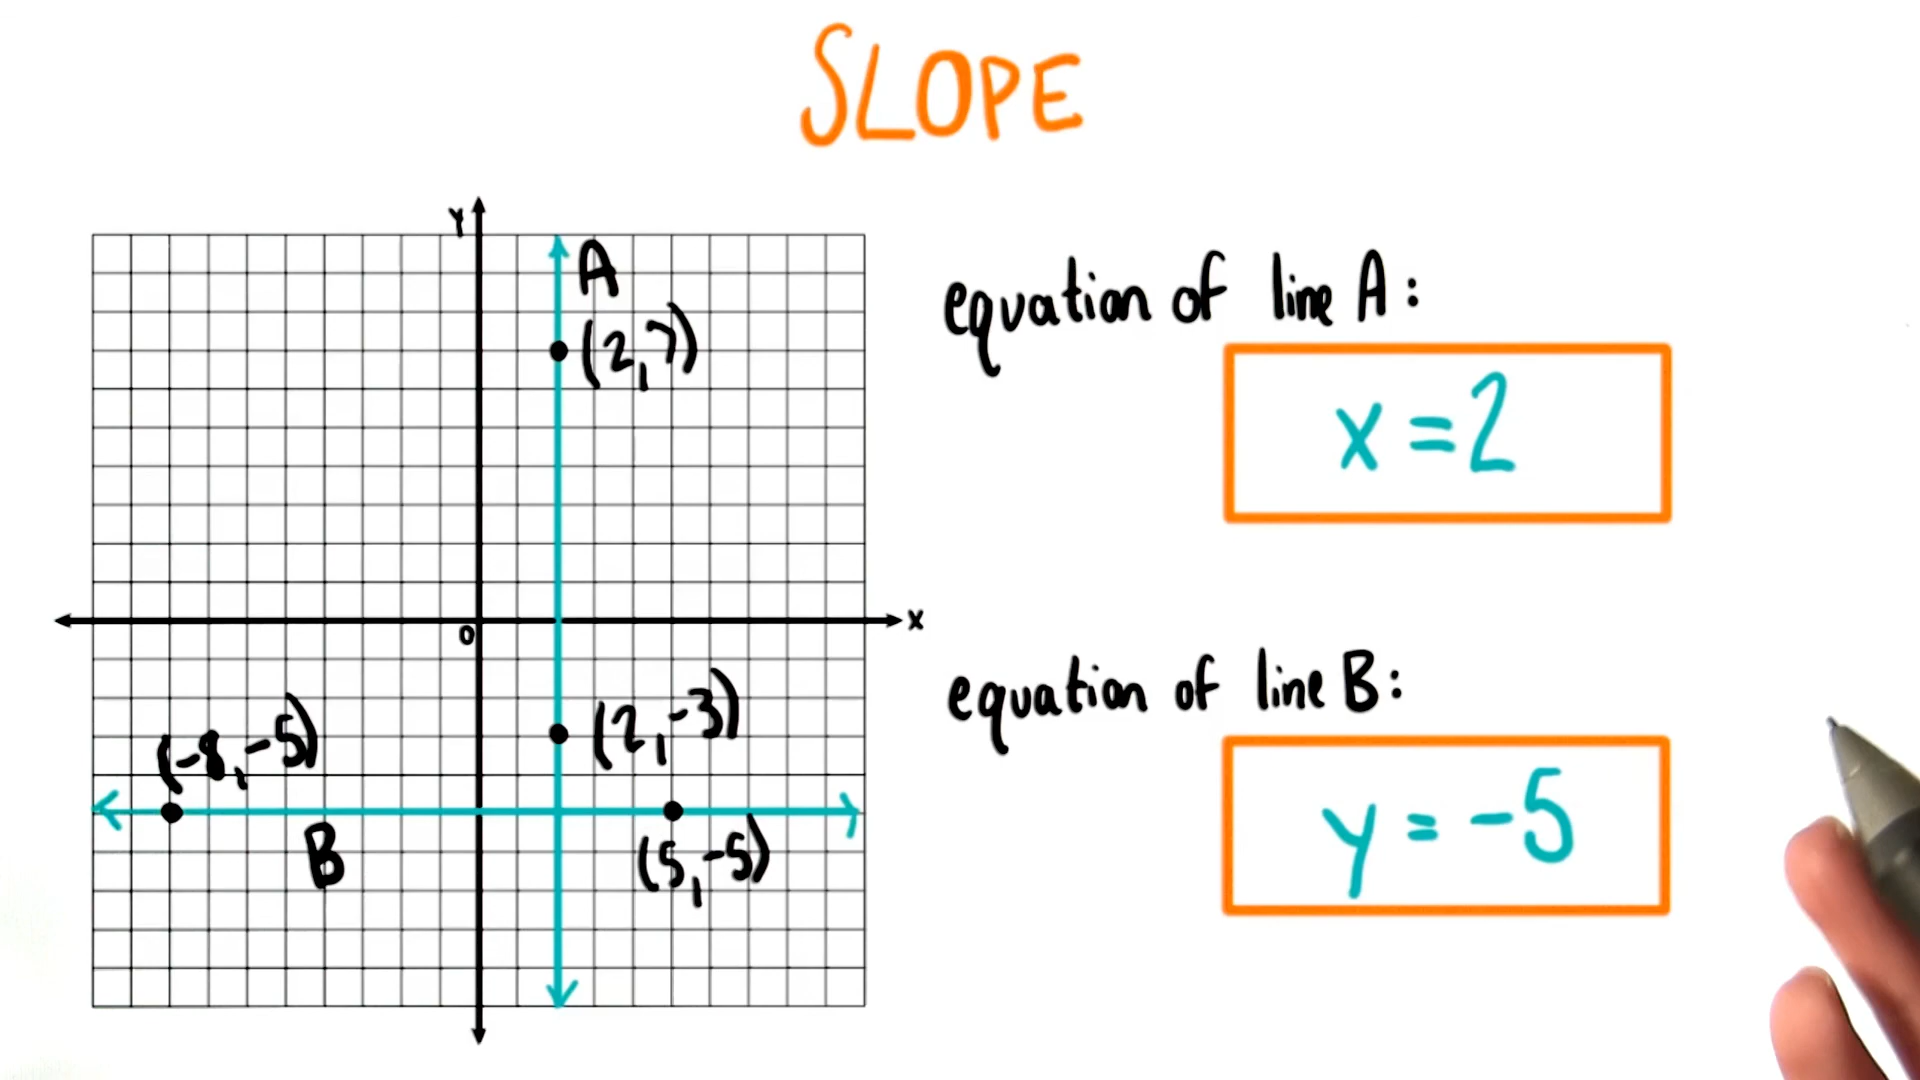 SLOPE
Y
A
(2,7)
equation of line A:
x = 2
X
0
(2,-3)
(-8,-5)
B
(5,-5)
equation of line B:
y = -5